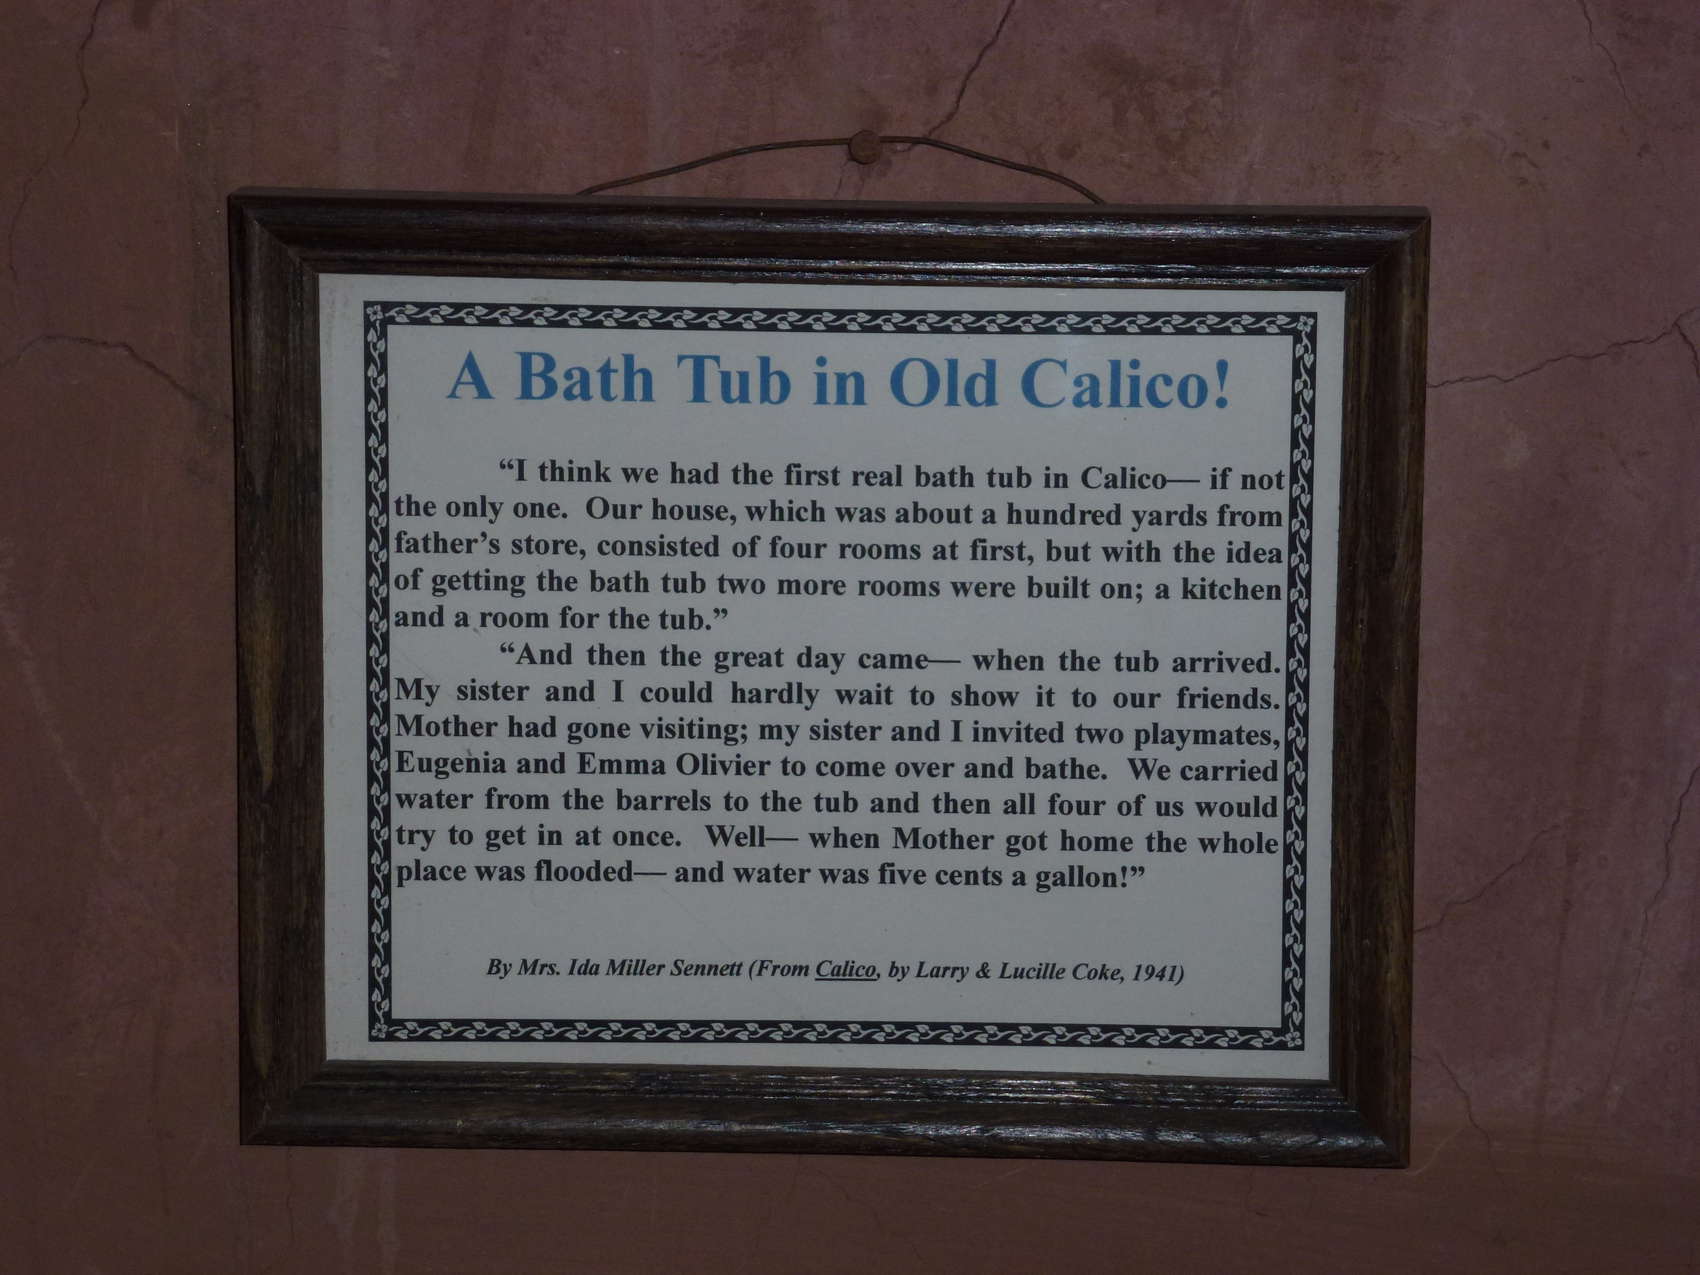 A Bath Tub in Old Calico!
“I think we had the first real bath tub in Calico— if not
the only one. Our house, which was about a hundred yards from
father’s store, consisted of four rooms at first, but with the idea
of getting the bath tub two more rooms were built on; a kitchen
and a room for the tub.”
“And then the great day came— when the tub arrived.
My sister and I could hardly wait to show it to our friends.
Mother had gone visiting; my sister and I invited two playmates,
Eugenia and Emma Olivier to come over and bathe. We carried
water from the barrels to the tub and then all four of us would
try to get in at once. Well— when Mother got home the whole
place was flooded— and water was five cents a gallon!”
By Mrs. Ida Miller Sennett (From Calico, by Larry & Lucille Coke, 1941)